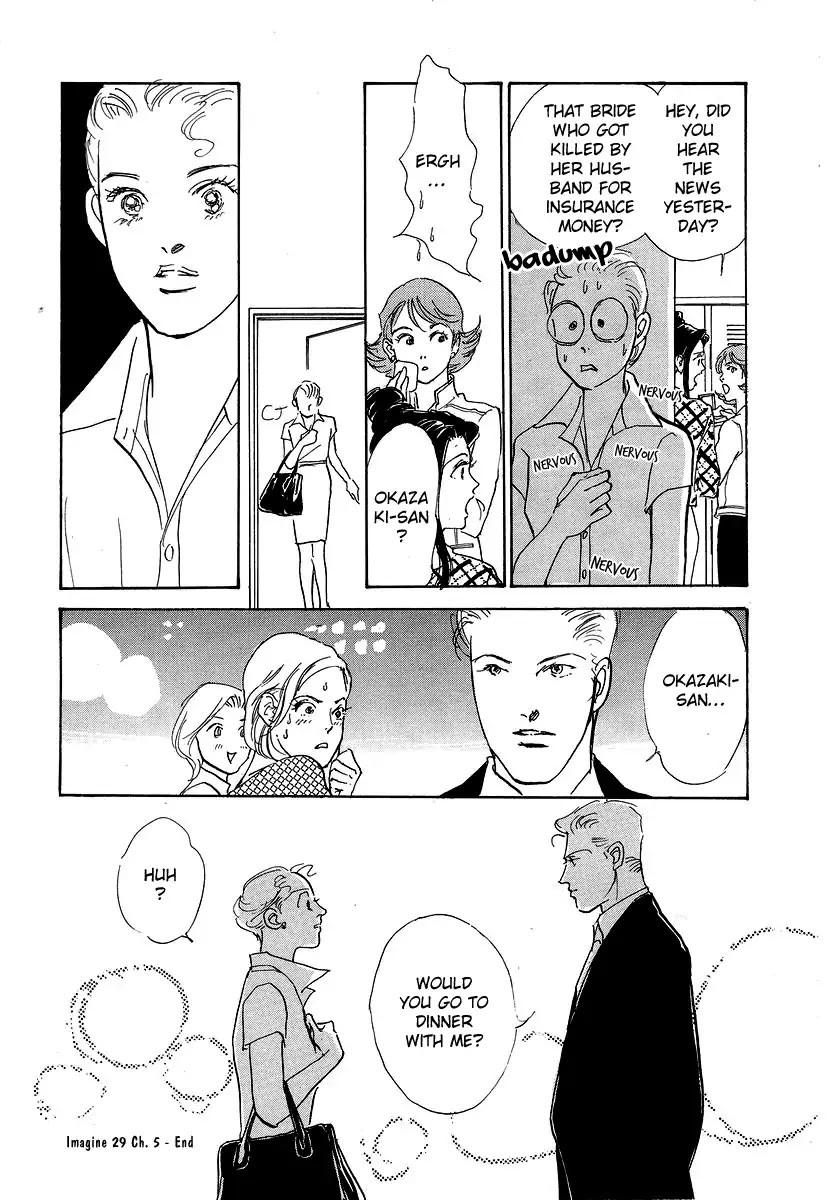 HEY, DID
YOU
HEAR
THE
NEWS
YESTER-
DAY?
THAT BRIDE
WHO GOT
KILLED BY
HER HUS-
BAND FOR
INSURANCE
MONEY?
badump
NERVOUS
NERVOUS
NERVOUS
NERVOUS
ERGH
...
OKAZA
KI-SAN
?
OKAZAKI-
SAN...
HUH
?
WOULD
YOU GO TO
DINNER
WITH ME?
Imagine 29 Ch. 5 - End